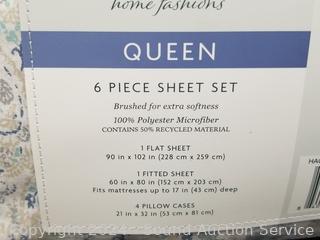 home fashions
QUEEN
6 PIECE SHEET SET
Brushed for extra softness
100% Polyester Microfiber
CONTAINS 50% RECYCLED MATERIAL
1 FLAT SHEET
90 in x 102 in (228 cm x 259 cm)
1 FITTED SHEET
60 in x 80 in (152 cm x 203 cm)
Fits mattresses up to 17 in (43 cm) deep
4 PILLOW CASES
21 in x 32 in (53 cm x 81 cm)
HAC